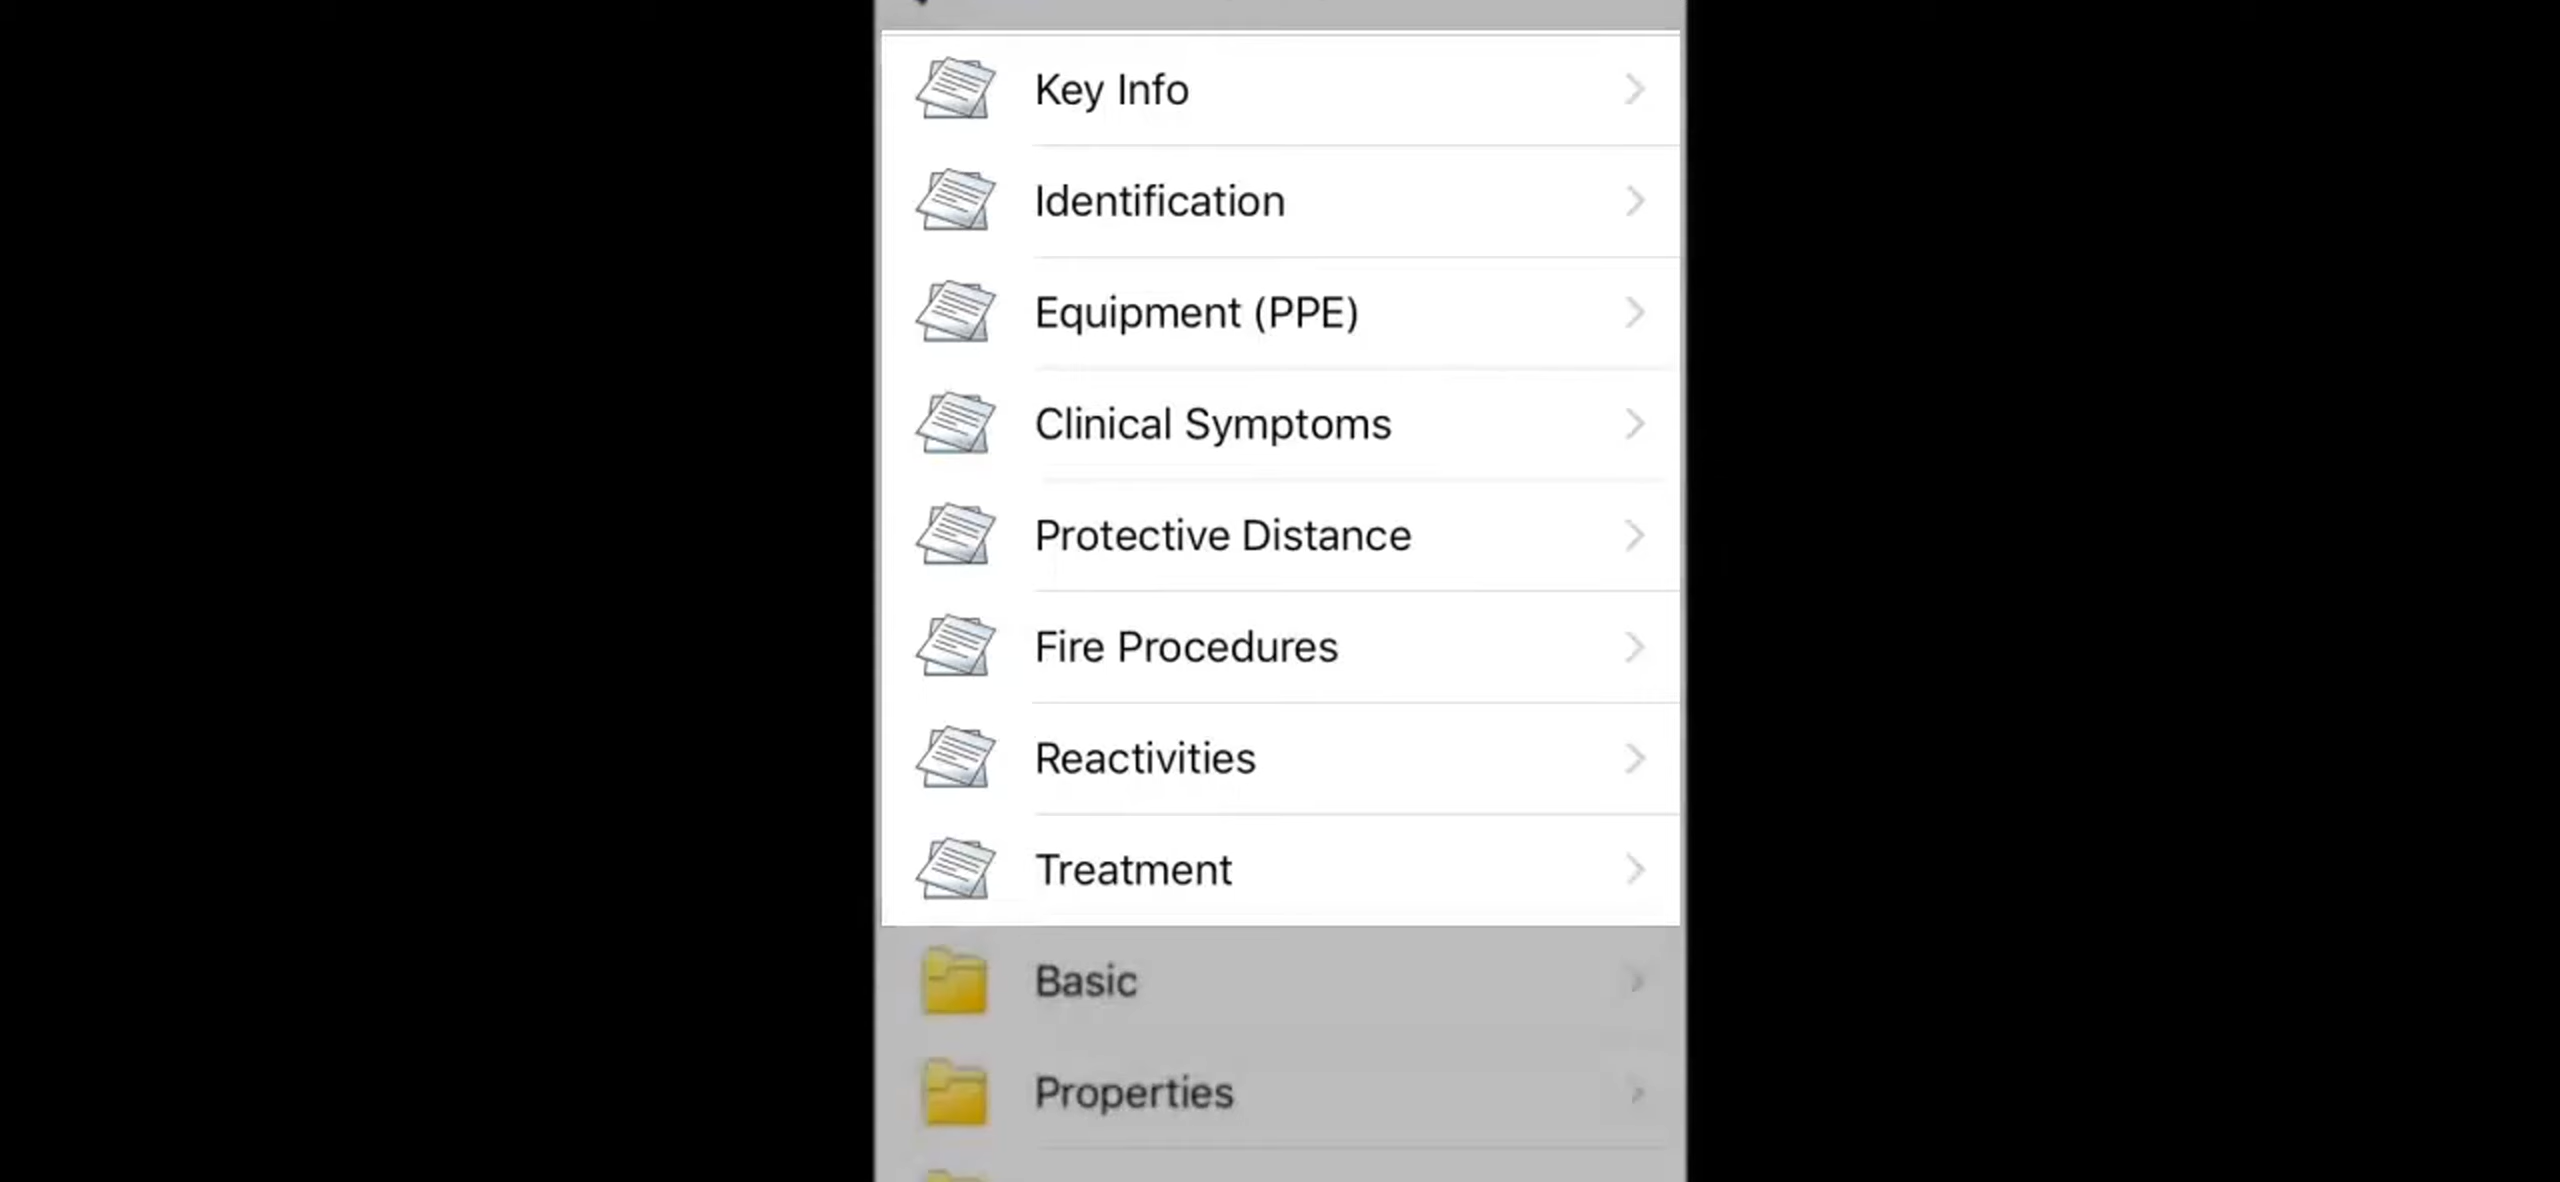 Key Info
Identification
Equipment (PPE)
Clinical Symptoms
Protective Distance
Fire Procedures
Reactivities
Treatment
Basic
Properties